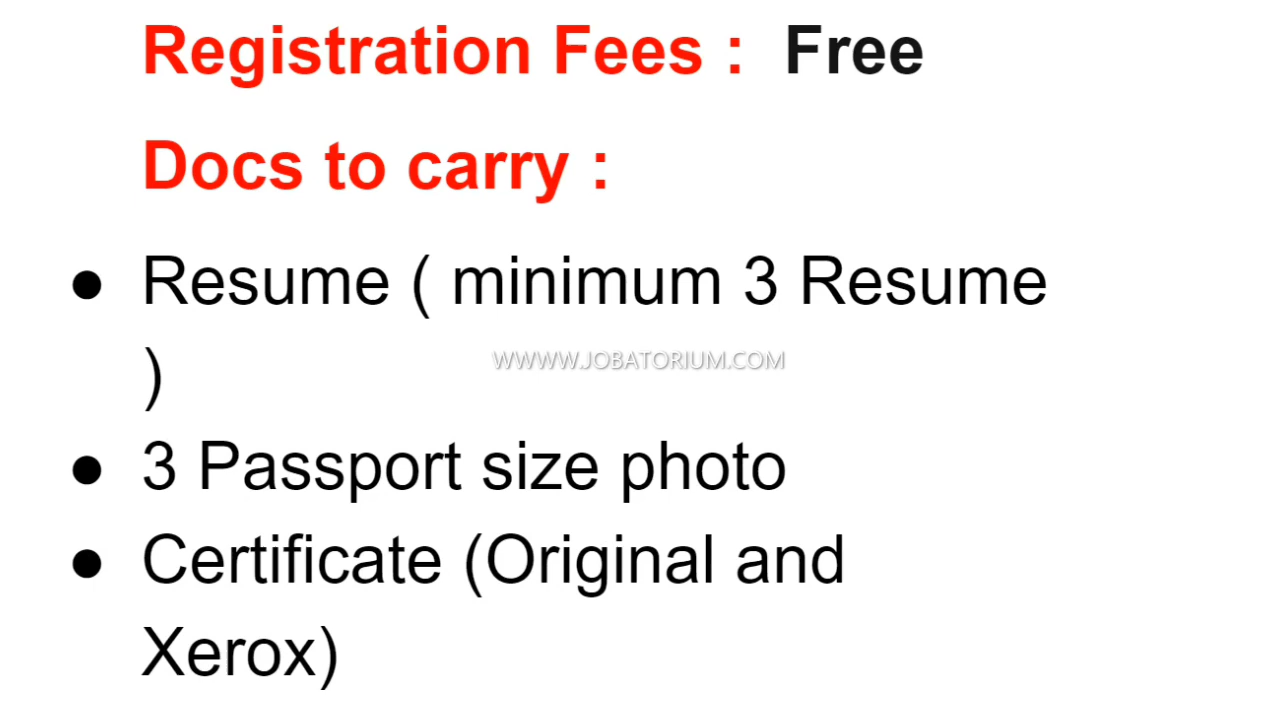 Registration Fees : Free
Docs to carry :
● Resume ( minimum 3 Resume
)
WWWW.JOBATORIUM.COM
● 3 Passport size photo
● Certificate (Original and
Xerox)